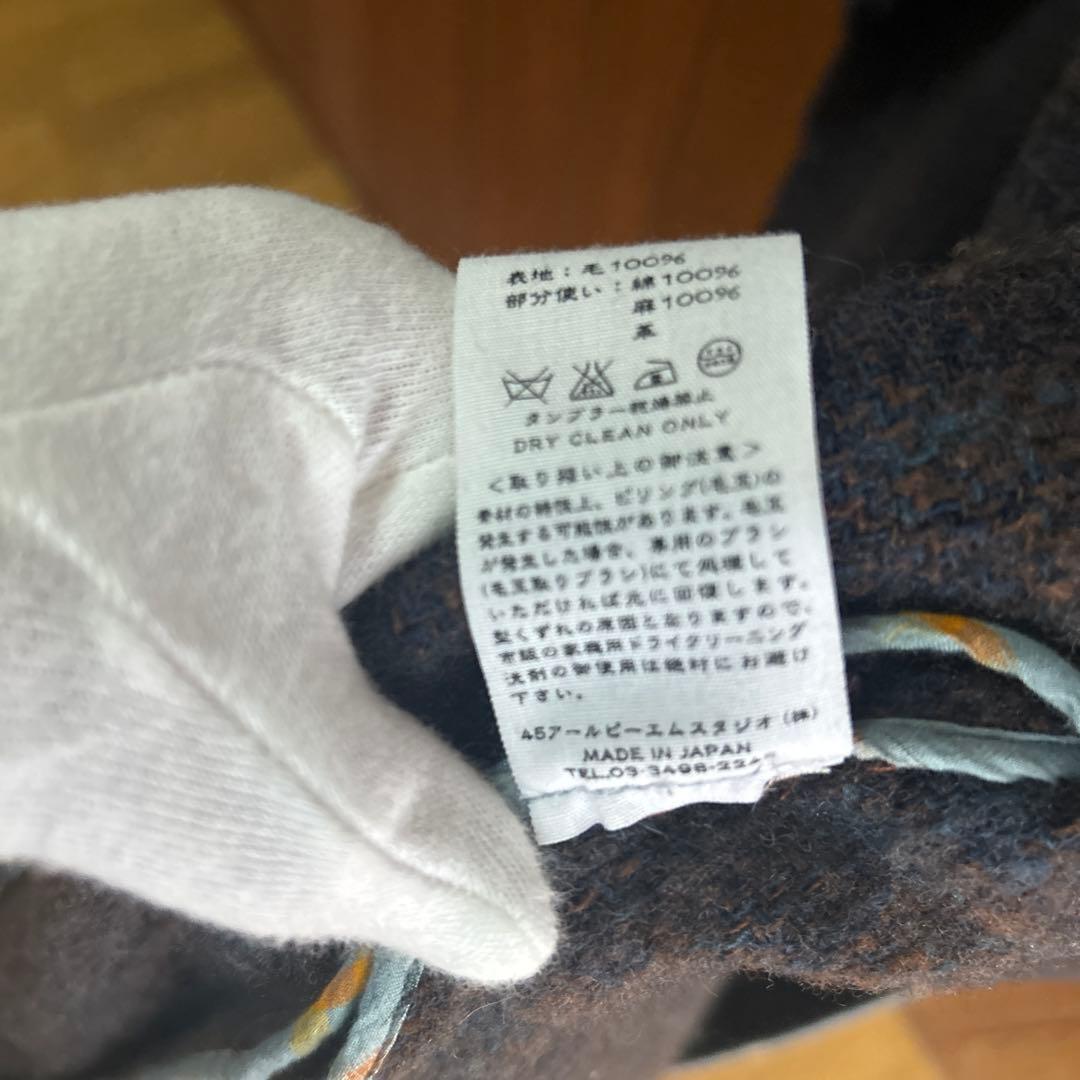 表地：毛100%
部分使い：綿100%
麻100%
革
タンブラー乾燥禁止
DRY CLEAN ONLY
＜取り扱い上の御注意＞
素材の特性上、ピリング(毛玉)の
発生する可能性があります。毛玉
が発生した場合、専用のブラシ
(毛玉取りブラシ)にて処理して
いただければ元に回復します。
型くずれの原因となりますので、
市販の家庭用ドライクリーニング
洗剤の御使用は絶対にお避け
下さい。
45アールピーエムスタジオ（株）
MADE IN JAPAN
TEL.03-3498-224